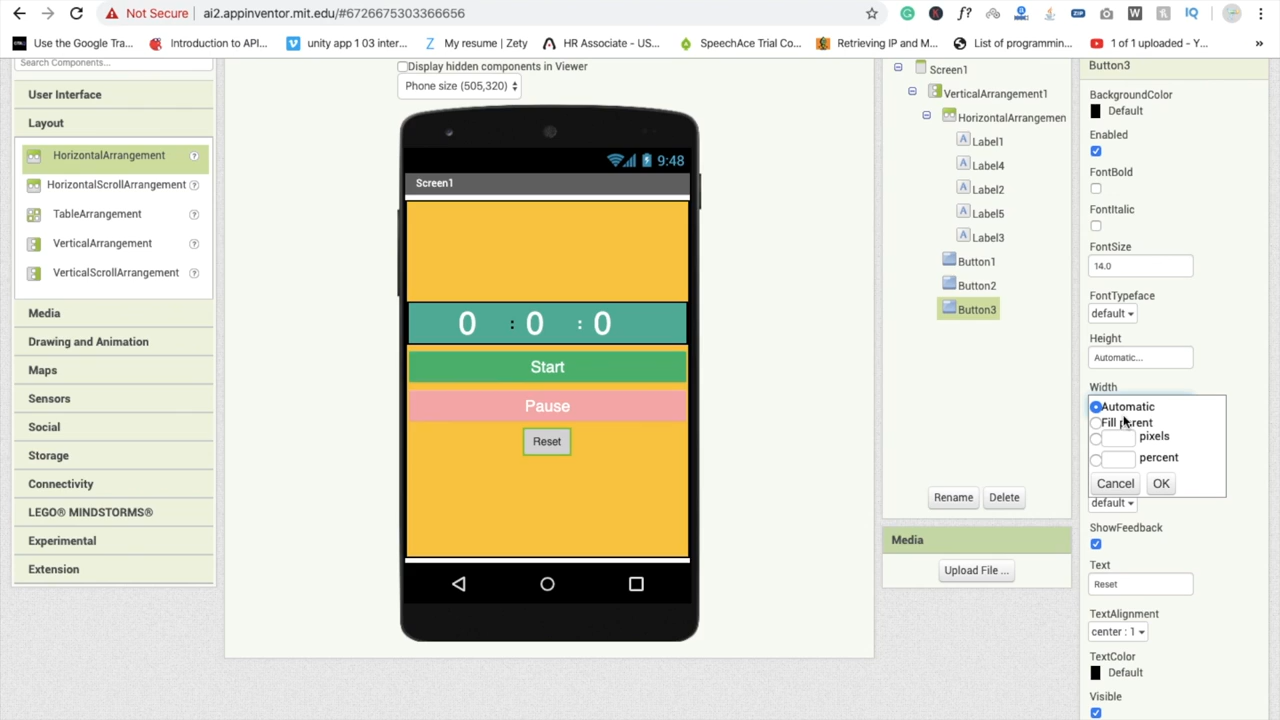 Not Secure | ai2.appinventor.mit.edu/#6726675303366656
Use the Google Tra... Introduction to API... unity app 1 03 inter... My resume | Zety HR Associate - US... SpeechAce Trial Co... Retrieving IP and M... List of programmin... 1 of 1 uploaded - Y... »
Search Components...
User Interface
Layout
HorizontalArrangement
HorizontalScrollArrangement
TableArrangement
VerticalArrangement
VerticalScrollArrangement
Media
Drawing and Animation
Maps
Sensors
Social
Storage
Connectivity
LEGO® MINDSTORMS®
Experimental
Extension
Display hidden components in Viewer
Phone size (505,320)
9:48
Screen1
0 : 0 : 0
Start
Pause
Reset
Screen1
VerticalArrangement1
HorizontalArrangemen
Label1
Label4
Label2
Label5
Label3
Button1
Button2
Button3
Rename Delete
Media
Upload File ...
Button3
BackgroundColor
Default
Enabled
FontBold
FontItalic
FontSize
14.0
FontTypeface
default
Height
Automatic...
Width
Automatic
Fill parent
pixels
percent
Cancel OK
default
ShowFeedback
Text
Reset
TextAlignment
center : 1
TextColor
Default
Visible